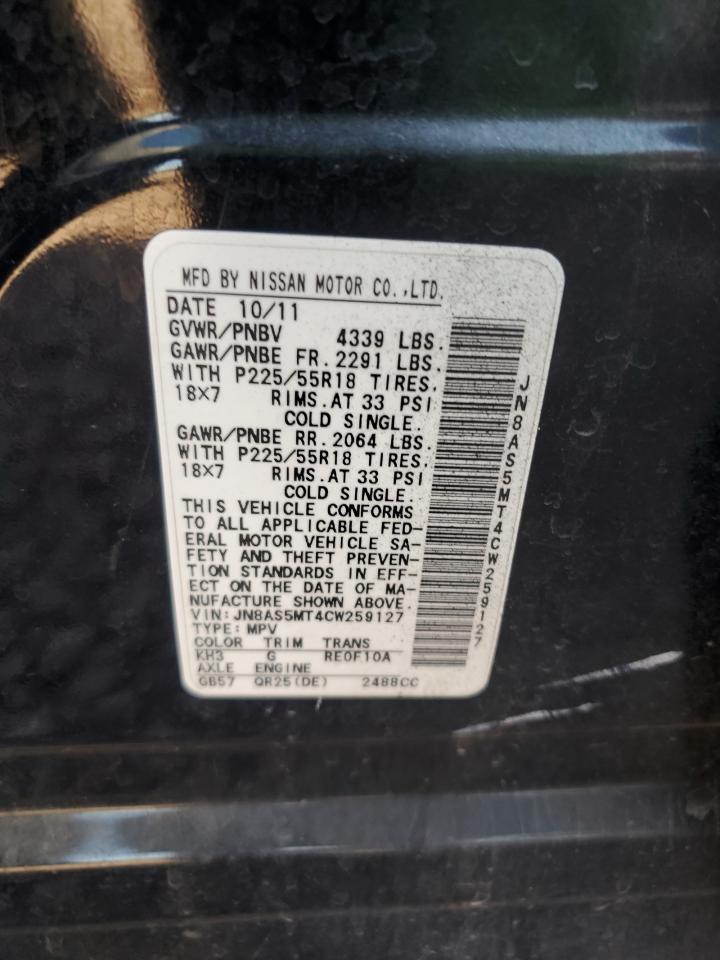 MFD BY NISSAN MOTOR CO.,LTD.
DATE 10/11
GVWR/PNBV 4339 LBS.
GAWR/PNBE FR. 2291 LBS.
WITH P225/55R18 TIRES.
18X7 RIMS. AT 33 PSI
COLD SINGLE.
GAWR/PNBE RR. 2064 LBS.
WITH P225/55R18 TIRES.
18X7 RIMS. AT 33 PSI
COLD SINGLE.
THIS VEHICLE CONFORMS
TO ALL APPLICABLE FED-
ERAL MOTOR VEHICLE SA-
FETY AND THEFT PREVEN-
TION STANDARDS IN EFF-
ECT ON THE DATE OF MA-
NUFACTURE SHOWN ABOVE.
VIN: JN8AS5MT4CW259127
TYPE: MPV
COLOR TRIM TRANS
KH3 G RE0F10A
AXLE ENGINE
GB57 QR25(DE) 2488CC
JN8AS5MT4CW259127